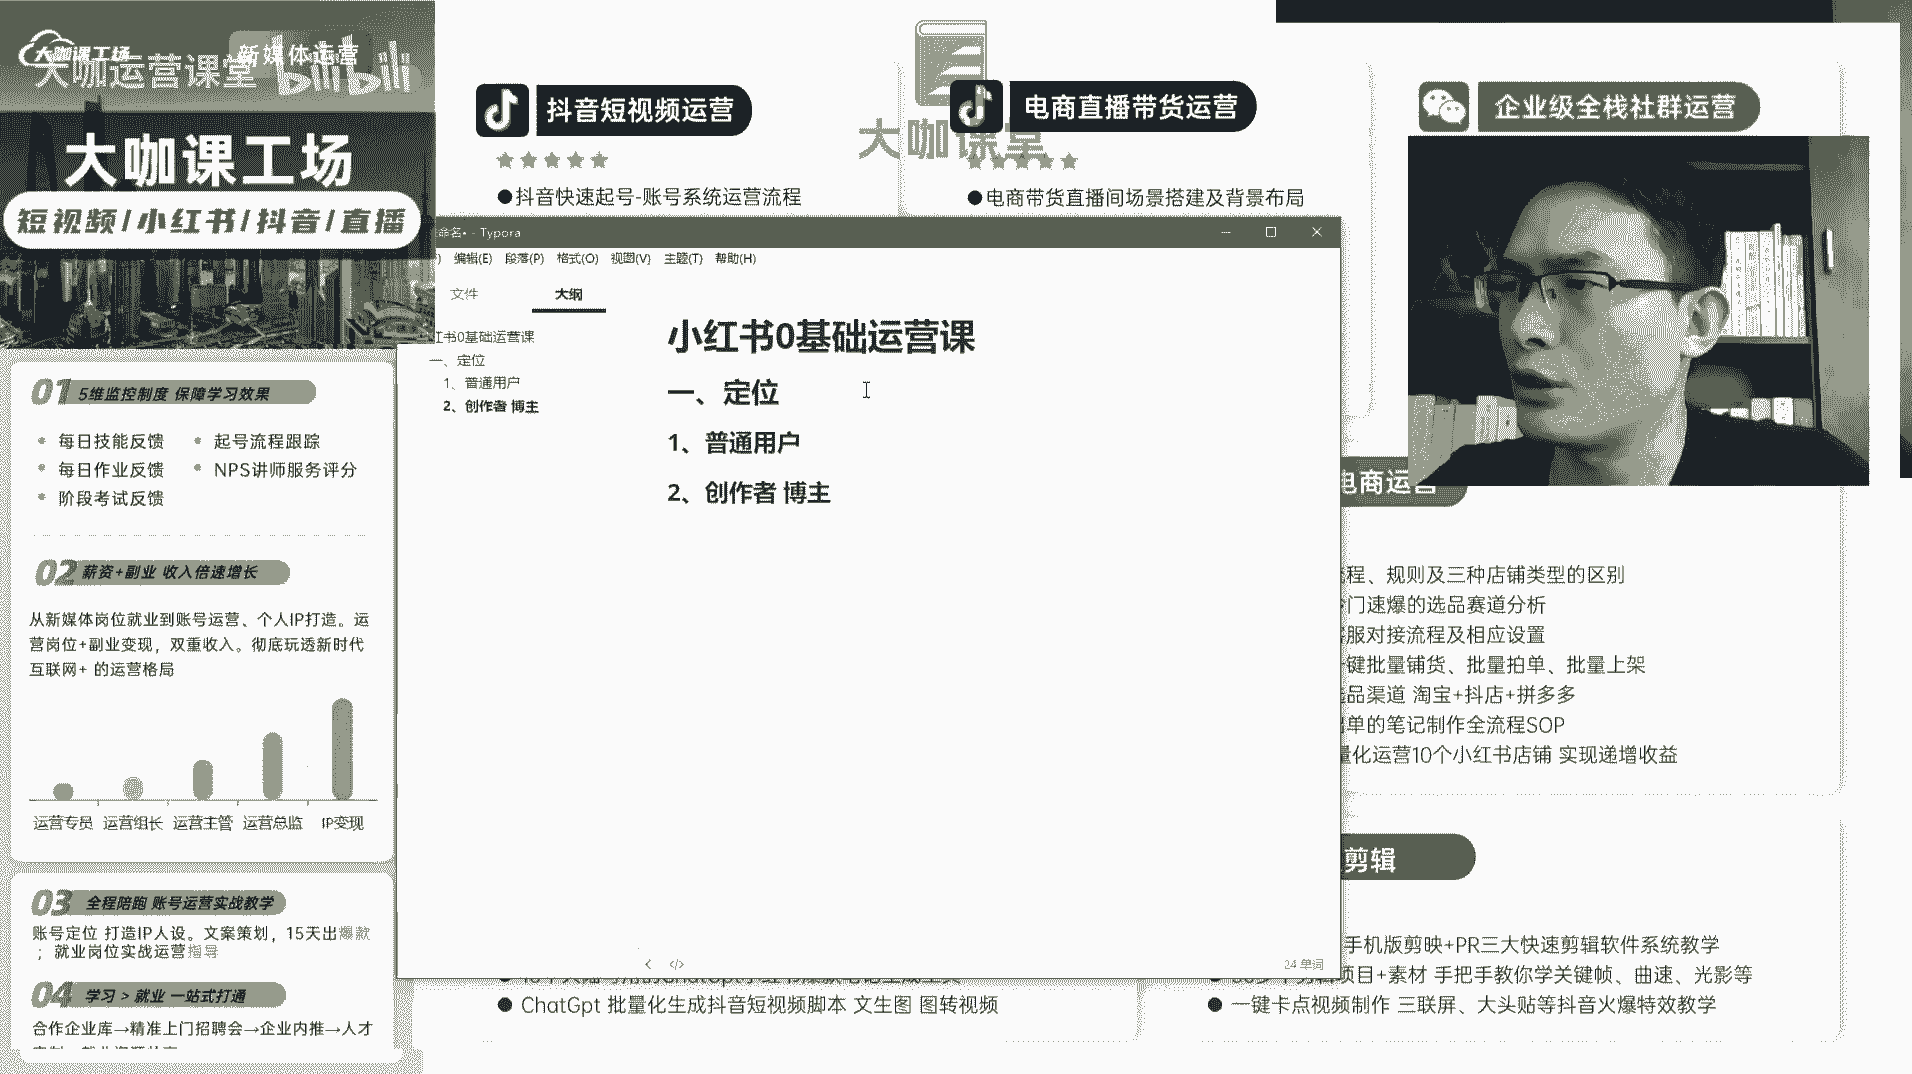 大咖课工场
新媒体运营
大咖运营课堂 bilibili
大咖课工场
短视频/小红书/抖音/直播
01 5维监控制度 保障学习效果
每日技能反馈
起号流程跟踪
每日作业反馈
NPS讲师服务评分
阶段考试反馈
02 薪资+副业 收入倍速增长
从新媒体岗位就业到账号运营、个人IP打造。运
营岗位+副业变现，双重收入。彻底玩透新时代
互联网+ 的运营格局
运营专员 运营组长 运营主管 运营总监 IP变现
03 全程陪跑 账号运营实战教学
账号定位 打造IP人设。文案策划，15天出爆款
；就业岗位实战运营指导
04 学习 > 就业 一站式打通
合作企业库→精准上门招聘会→企业内推→人才
抖音短视频运营
●抖音快速起号-账号系统运营流程
大咖课堂
电商直播带货运营
●电商带货直播间场景搭建及背景布局
企业级全栈社群运营
命名• - Typora
) 编辑(E) 段落(P) 格式(O) 视图(V) 主题(T) 帮助(H)
文件 大纲
书0基础运营课
一、定位
1、普通用户
2、创作者 博主
小红书0基础运营课
一、定位
1、普通用户
2、创作者 博主
24 单词
电商运营
程、规则及三种店铺类型的区别
门速爆的选品赛道分析
服对接流程及相应设置
键批量铺货、批量拍单、批量上架
品渠道 淘宝+抖店+拼多多
单的笔记制作全流程SOP
量化运营10个小红书店铺 实现递增收益
剪辑
手机版剪映+PR三大快速剪辑软件系统教学
项目+素材 手把手教你学关键帧、曲速、光影等
● 一键卡点视频制作 三联屏、大头贴等抖音火爆特效教学
● ChatGpt 批量化生成抖音短视频脚本 文生图 图转视频